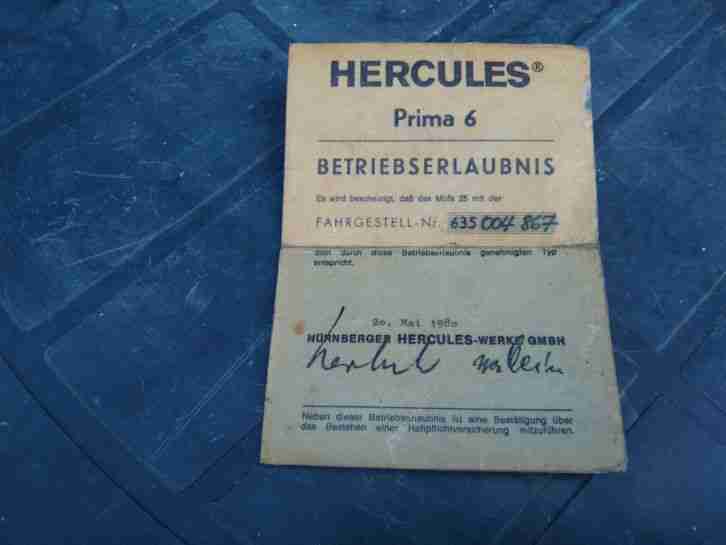 HERCULES®
Prima 6
BETRIEBSERLAUBNIS
Es wird bescheinigt, daß das Mofa 25 mit der
FAHRGESTELL-Nr. 635 004 867
dem durch diese Betriebserlaubnis genehmigten Typ
entspricht.
20. Mai 1980
NÜRNBERGER HERCULES-WERKE GMBH
Neben dieser Betriebserlaubnis ist eine Bestätigung über
das Bestehen einer Haftpflichtversicherung mitzuführen.